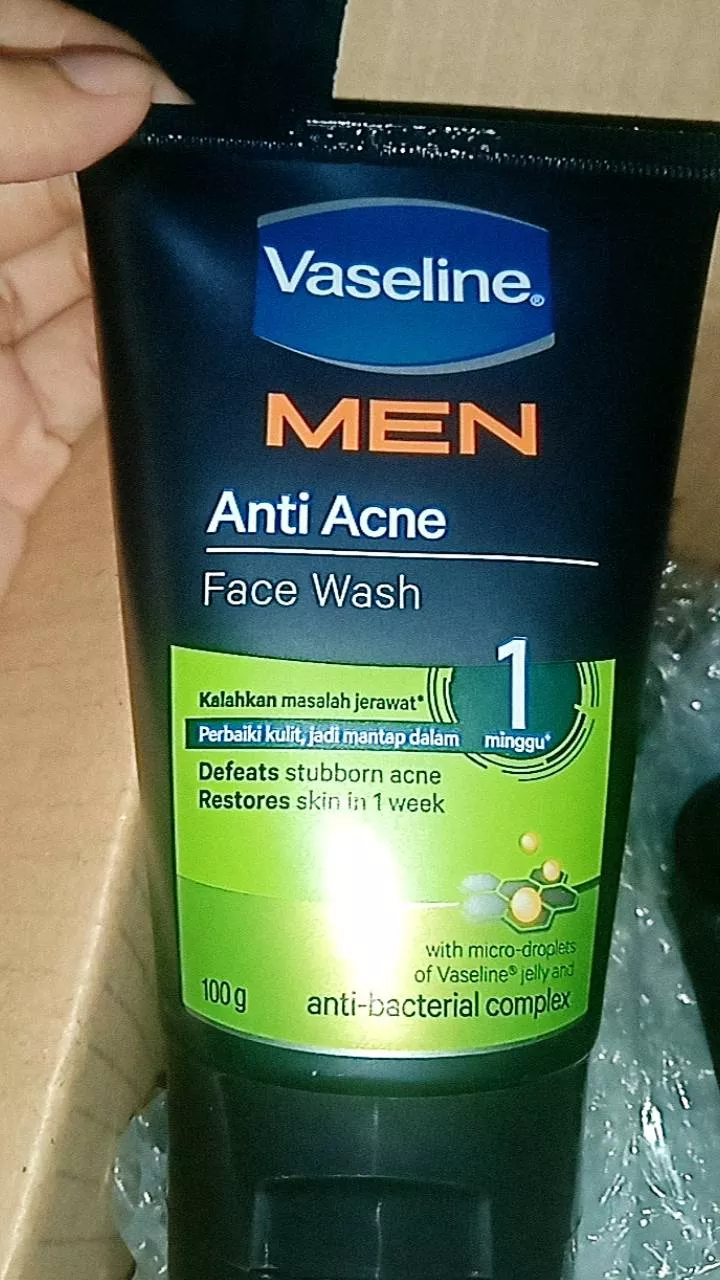 Vaseline®
MEN
Anti Acne
Face Wash
Kalahkan masalah jerawat*
Perbaiki kulit, jadi mantap dalam 1 minggu*
Defeats stubborn acne
Restores skin in 1 week
with micro-droplets
of Vaseline® jelly and
anti-bacterial complex
100 g